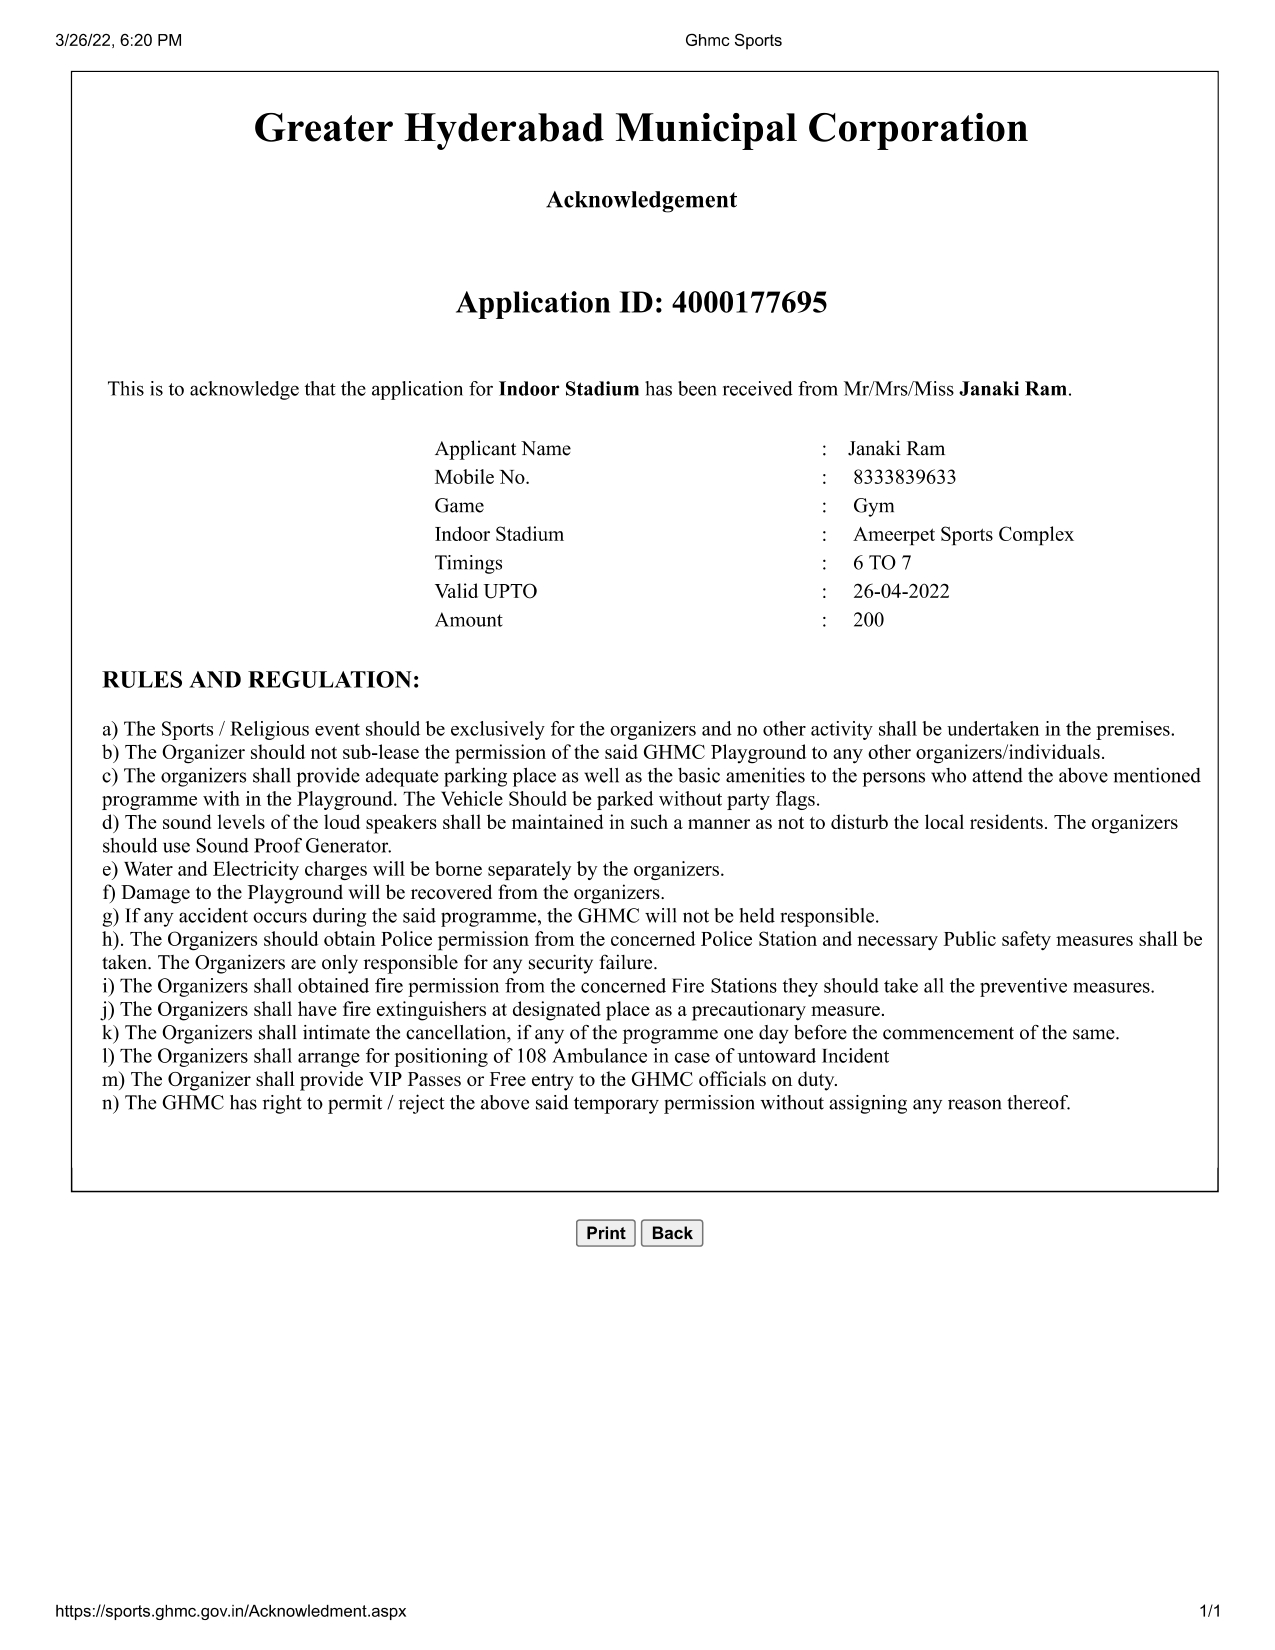 3/26/22, 6:20 PM
Ghmc Sports
Greater Hyderabad Municipal Corporation
Acknowledgement
Application ID: 4000177695
This is to acknowledge that the application for Indoor Stadium has been received from Mr/Mrs/Miss Janaki Ram.
Applicant Name : Janaki Ram
Mobile No. : 8333839633
Game : Gym
Indoor Stadium : Ameerpet Sports Complex
Timings : 6 TO 7
Valid UPTO : 26-04-2022
Amount : 200
RULES AND REGULATION:
a) The Sports / Religious event should be exclusively for the organizers and no other activity shall be undertaken in the premises.
b) The Organizer should not sub-lease the permission of the said GHMC Playground to any other organizers/individuals.
c) The organizers shall provide adequate parking place as well as the basic amenities to the persons who attend the above mentioned
programme with in the Playground. The Vehicle Should be parked without party flags.
d) The sound levels of the loud speakers shall be maintained in such a manner as not to disturb the local residents. The organizers
should use Sound Proof Generator.
e) Water and Electricity charges will be borne separately by the organizers.
f) Damage to the Playground will be recovered from the organizers.
g) If any accident occurs during the said programme, the GHMC will not be held responsible.
h). The Organizers should obtain Police permission from the concerned Police Station and necessary Public safety measures shall be
taken. The Organizers are only responsible for any security failure.
i) The Organizers shall obtained fire permission from the concerned Fire Stations they should take all the preventive measures.
j) The Organizers shall have fire extinguishers at designated place as a precautionary measure.
k) The Organizers shall intimate the cancellation, if any of the programme one day before the commencement of the same.
l) The Organizers shall arrange for positioning of 108 Ambulance in case of untoward Incident
m) The Organizer shall provide VIP Passes or Free entry to the GHMC officials on duty.
n) The GHMC has right to permit / reject the above said temporary permission without assigning any reason thereof.
Print Back
https://sports.ghmc.gov.in/Acknowledment.aspx
1/1